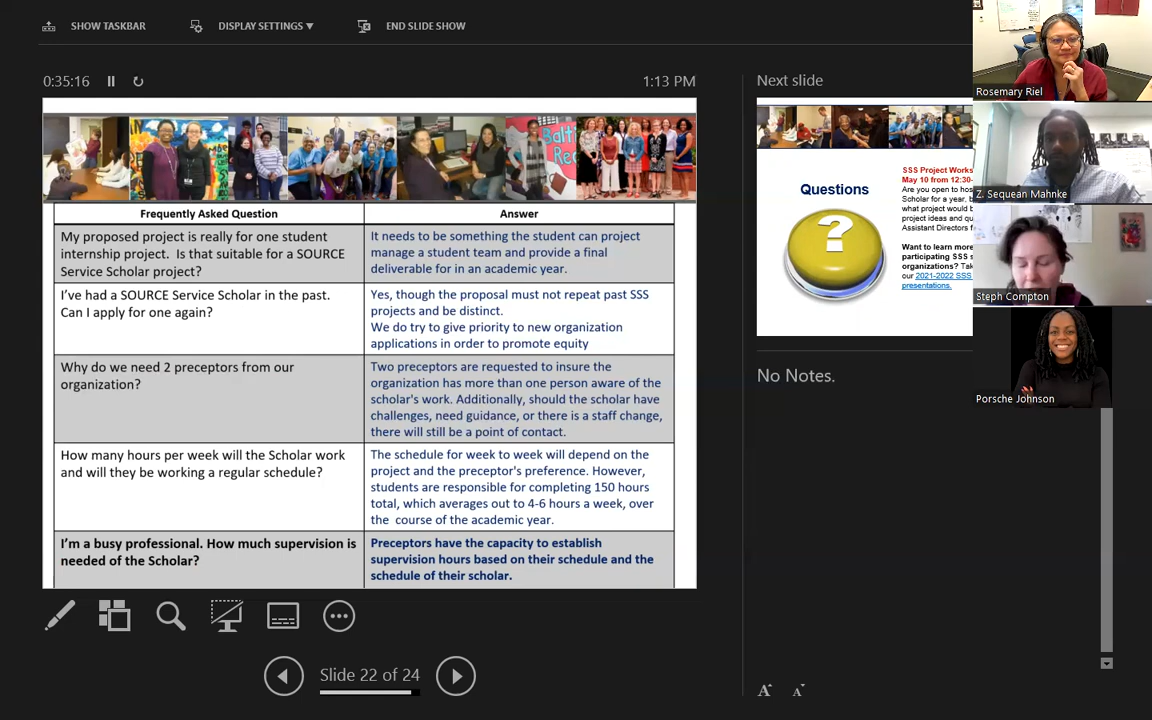 SHOW TASKBAR
DISPLAY SETTINGS ▼
END SLIDE SHOW
0:35:16
1:13 PM
Balti
Re
Frequently Asked Question
Answer
My proposed project is really for one student
internship project. Is that suitable for a SOURCE
Service Scholar project?
It needs to be something the student can project
manage a student team and provide a final
deliverable for in an academic year.
I've had a SOURCE Service Scholar in the past.
Can I apply for one again?
Yes, though the proposal must not repeat past SSS
projects and be distinct.
We do try to give priority to new organization
applications in order to promote equity
Why do we need 2 preceptors from our
organization?
Two preceptors are requested to insure the
organization has more than one person aware of the
scholar's work. Additionally, should the scholar have
challenges, need guidance, or there is a staff change,
there will still be a point of contact.
How many hours per week will the Scholar work
and will they be working a regular schedule?
The schedule for week to week will depend on the
project and the preceptor's preference. However,
students are responsible for completing 150 hours
total, which averages out to 4-6 hours a week, over
the course of the academic year.
I'm a busy professional. How much supervision is
needed of the Scholar?
Preceptors have the capacity to establish
supervision hours based on their schedule and the
schedule of their scholar.
Slide 22 of 24
Next slide
Questions
?
SSS Project Works
May 10 from 12:30-
Are you open to hos
Scholar for a year, b
what project would b
project ideas and qu
Assistant Directors f
Want to learn more
participating SSS s
organizations? Tak
our 2021-2022 SSS
presentations.
No Notes.
A
A
Rosemary Riel
Z. Sequean Mahnke
Steph Compton
Porsche Johnson